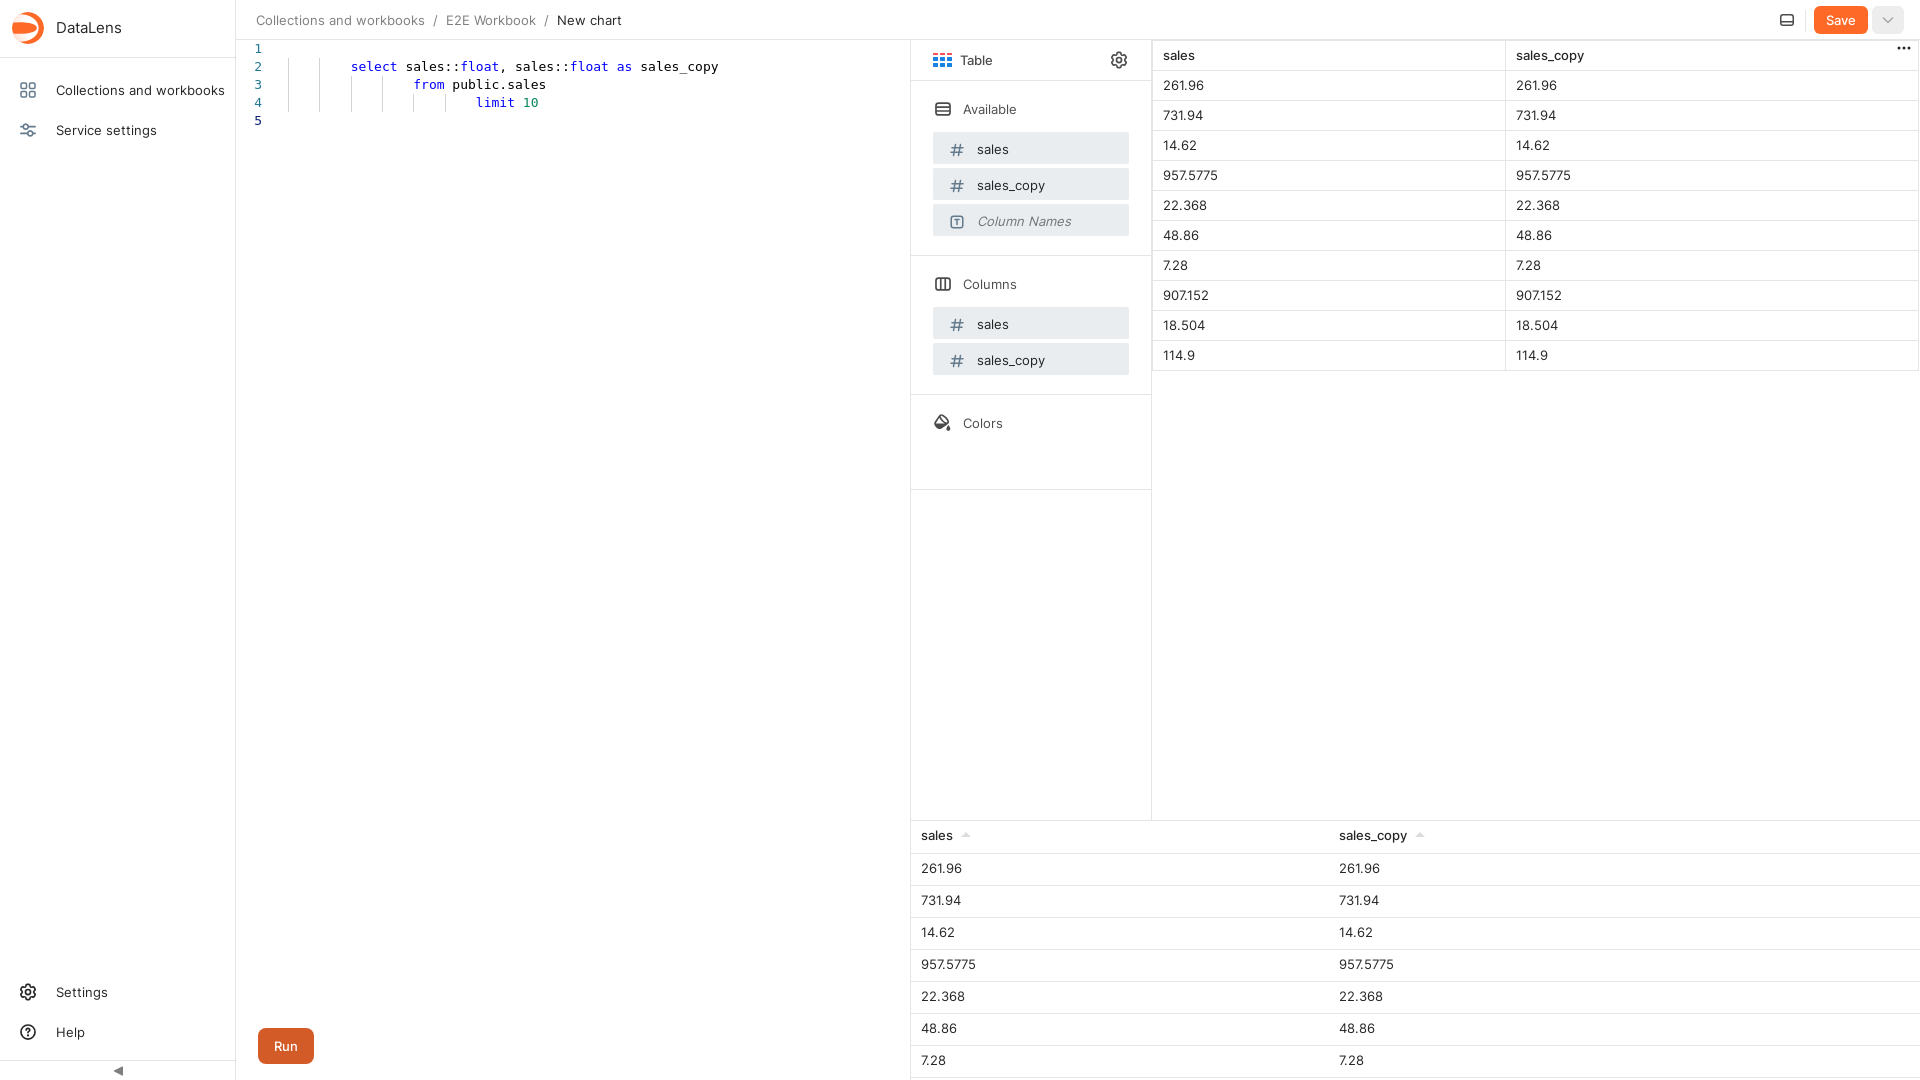 DataLens
Collections and workbooks
Service settings
Settings
Help
Collections and workbooks / E2E Workbook / New chart
Save
1
2 select sales::float, sales::float as sales_copy
3 from public.sales
4 limit 10
5
Run
Table
Available
sales
sales_copy
Column Names
Columns
sales
sales_copy
Colors
sales sales_copy
261.96 261.96
731.94 731.94
14.62 14.62
957.5775 957.5775
22.368 22.368
48.86 48.86
7.28 7.28
907.152 907.152
18.504 18.504
114.9 114.9
sales sales_copy
261.96 261.96
731.94 731.94
14.62 14.62
957.5775 957.5775
22.368 22.368
48.86 48.86
7.28 7.28